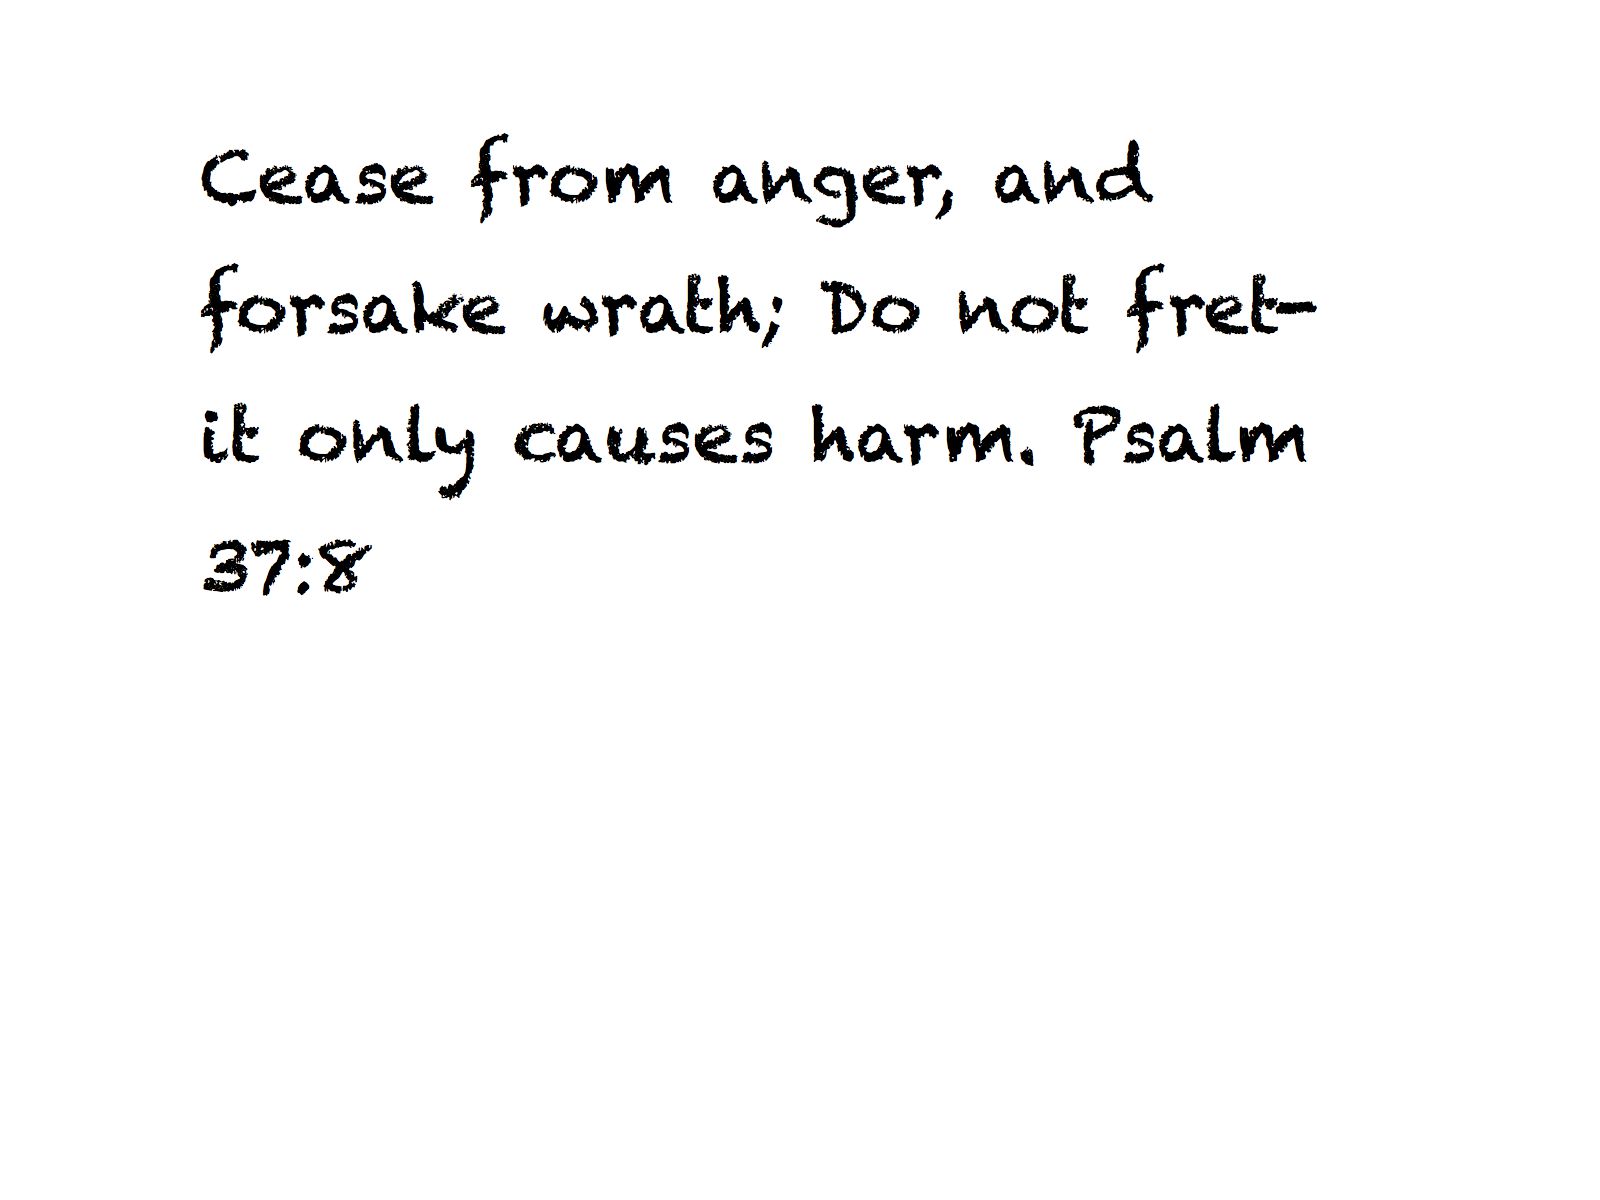 Cease from anger, and
forsake wrath; Do not fret-
it only causes harm. Psalm
37:8